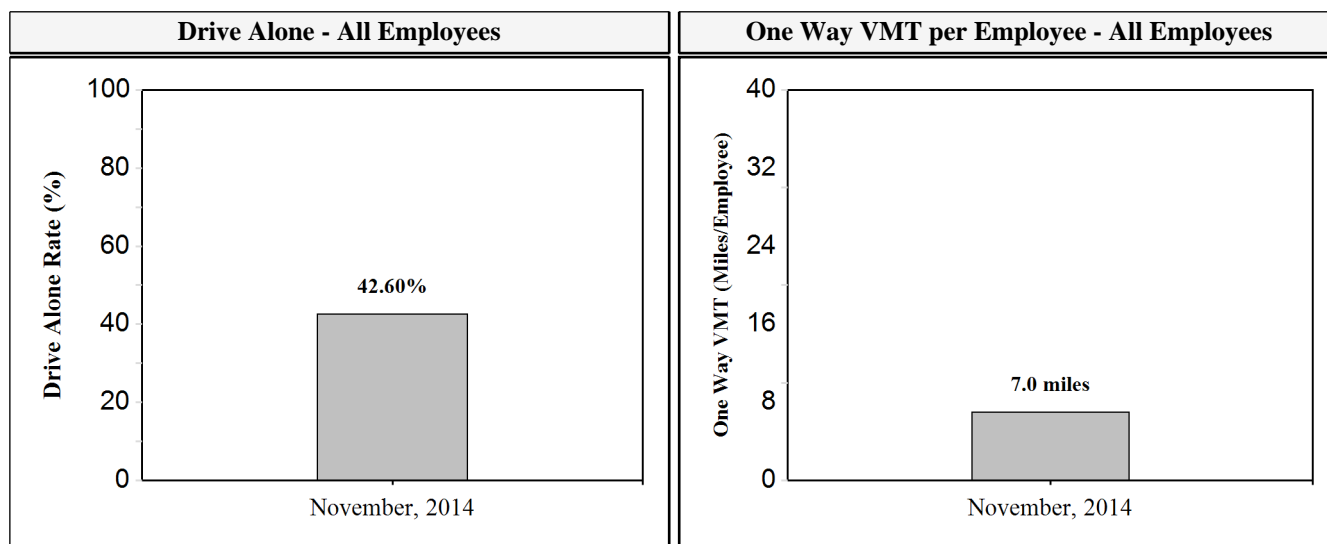 Drive Alone - All Employees
One Way VMT per Employee - All Employees
Drive Alone Rate (%)
100
80
60
40
20
0
42.60%
November, 2014
One Way VMT (Miles/Employee)
40
32
24
16
8
0
7.0 miles
November, 2014